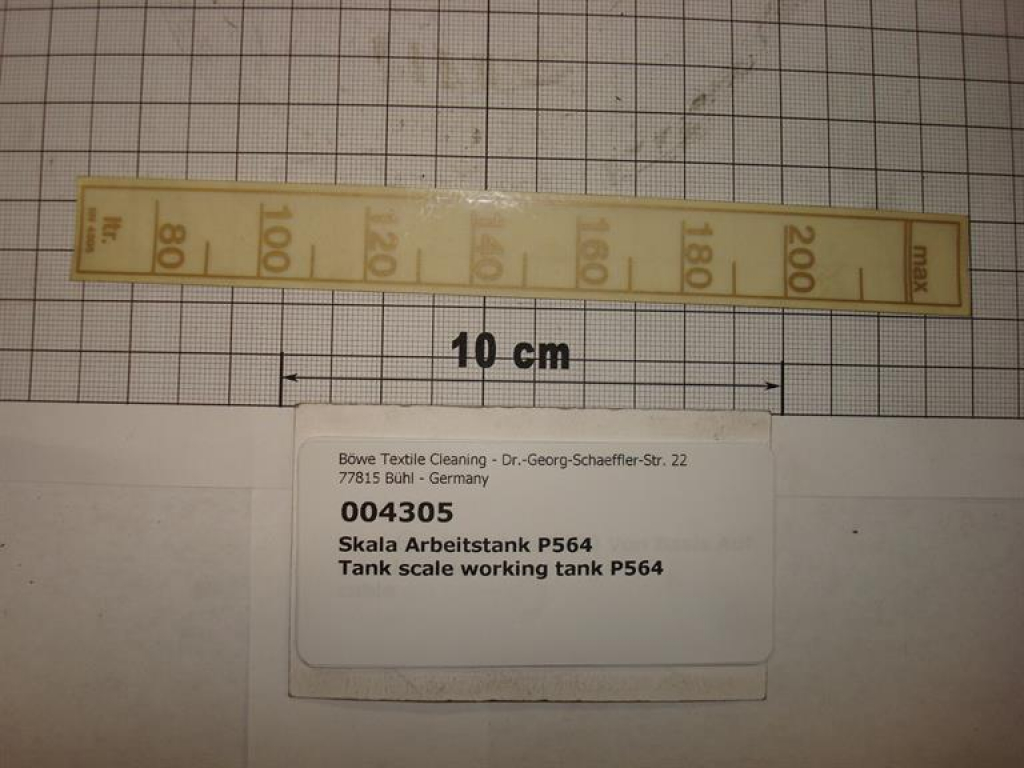 ltr.
80
100
120
140
160
180
200
max
10 cm
Böwe Textile Cleaning - Dr.-Georg-Schaeffler-Str. 22
77815 Bühl - Germany
004305
Skala Arbeitstank P564
Tank scale working tank P564